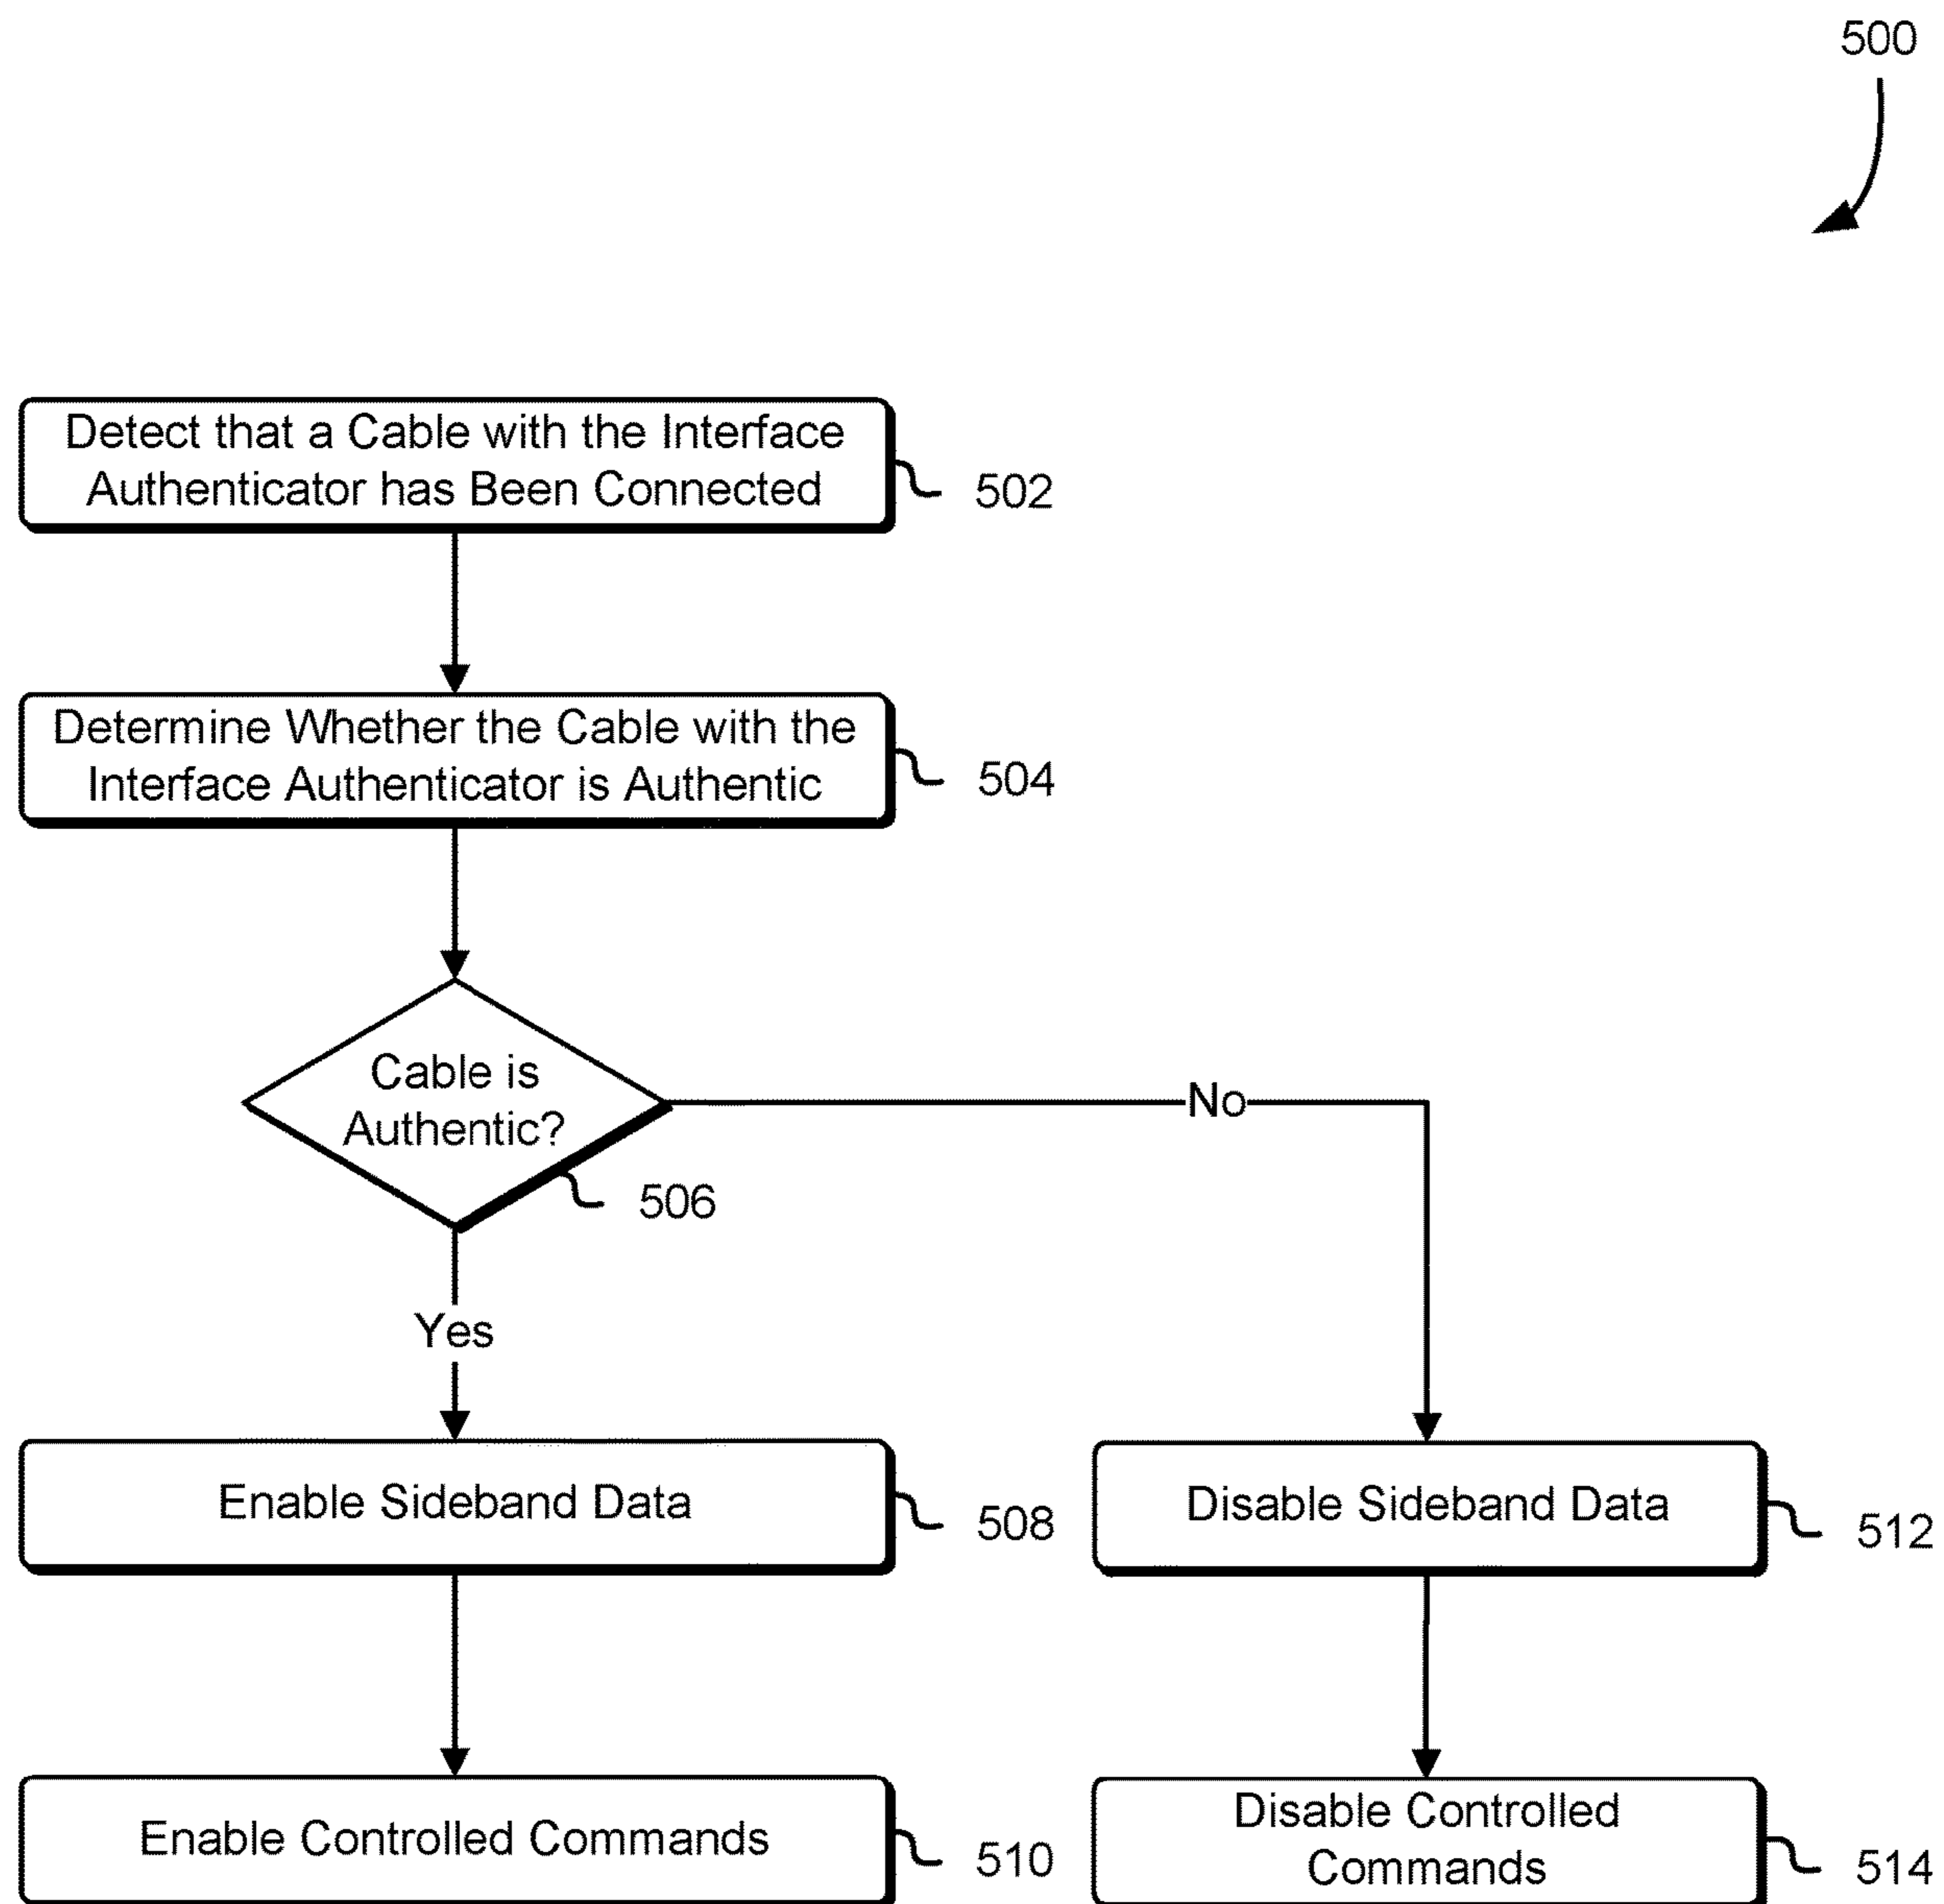 500
Detect that a Cable with the Interface
Authenticator has Been Connected
502
Determine Whether the Cable with the
Interface Authenticator is Authentic
504
Cable is
Authentic?
506
No
Yes
Enable Sideband Data
508
Disable Sideband Data
512
Enable Controlled Commands
510
Disable Controlled
Commands
514